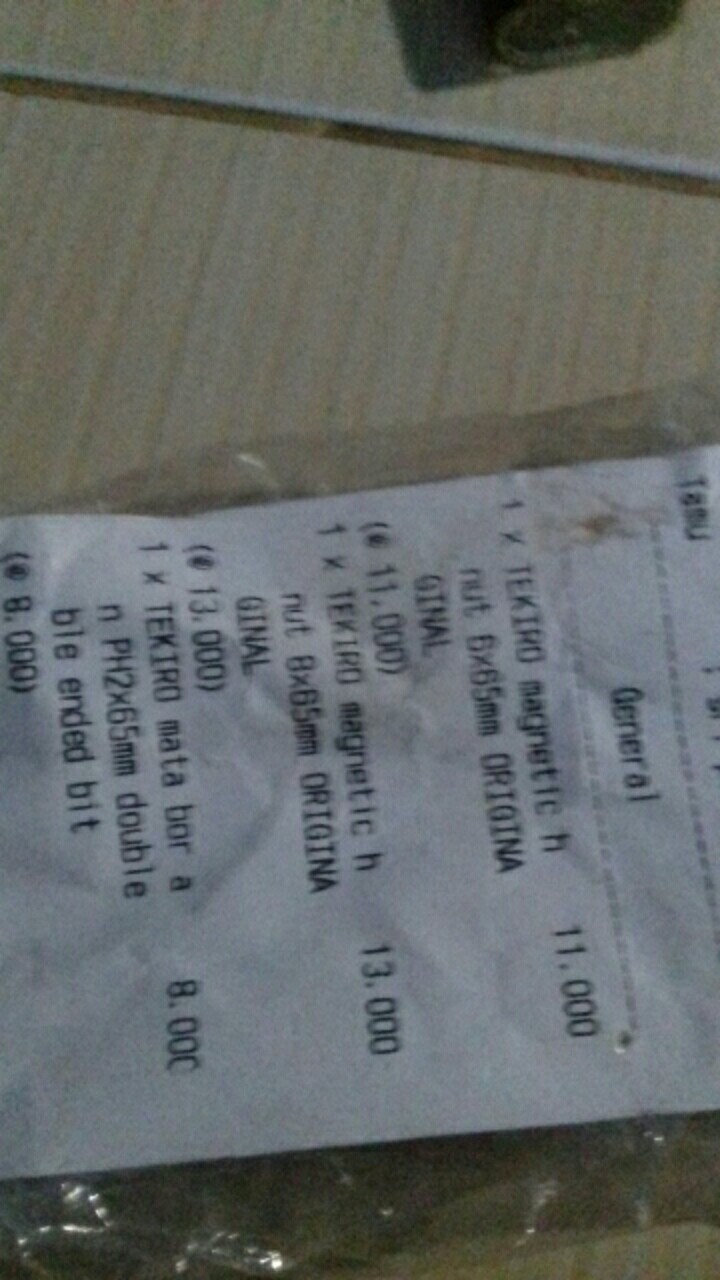 Tamu
General
1 x TEKIRO magnetic h 11,000
nut 6x65mm ORIGINA
GINAL
(@ 11,000)
1 x TEKIRO magnetic h 13.000
nut 8x65mm ORIGINA
GINAL
(@ 13.000)
1 x TEKIRO mata bor a 8.000
n PH2x65mm double
ble ended bit
(@ 8.000)